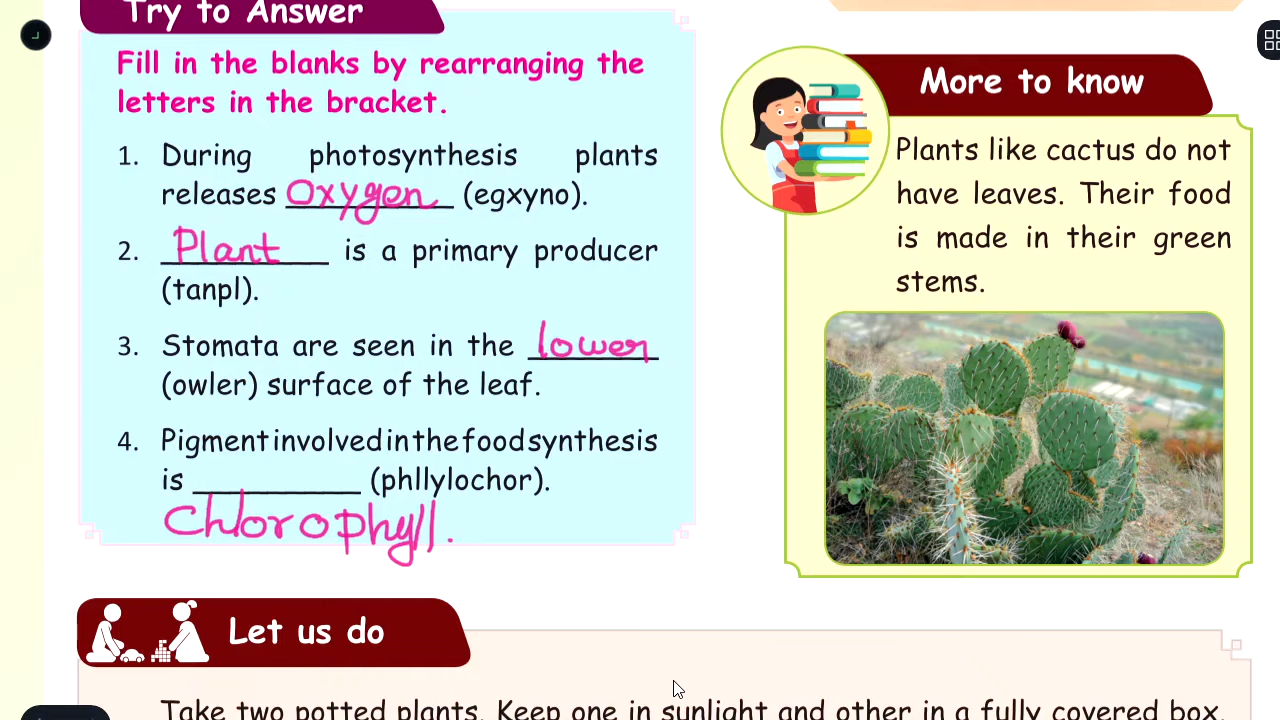 Try to Answer
Fill in the blanks by rearranging the
letters in the bracket.
1. During photosynthesis plants
releases Oxygen (egxyno).
2. Plant is a primary producer
(tanpl).
3. Stomata are seen in the lower
(owler) surface of the leaf.
4. Pigment involved in the food synthesis
is __________ (phllylochor).
Chlorophyll.
More to know
Plants like cactus do not
have leaves. Their food
is made in their green
stems.
Let us do
Take two potted plants. Keep one in sunlight and other in a fully covered box.